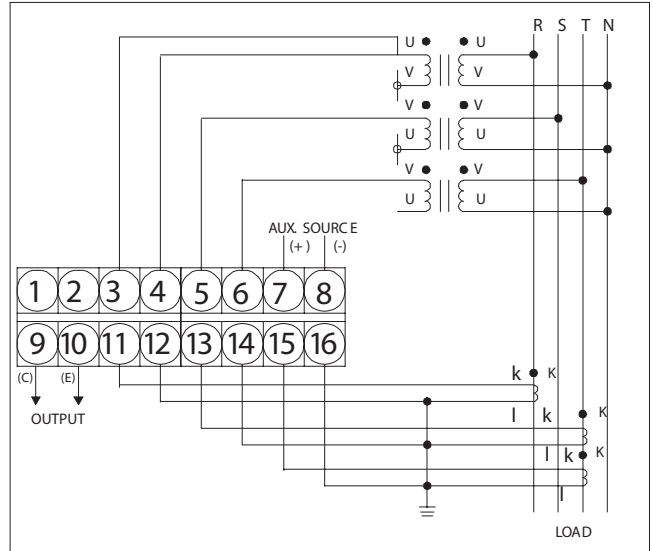 R S T N
U U
V V
V V
U U
V V
U U
AUX. SOURCE
(+) (-)
1 2 3 4 5 6 7 8
9 10 11 12 13 14 15 16
(C) (E)
OUTPUT
k K
l k K
l k K
l
LOAD